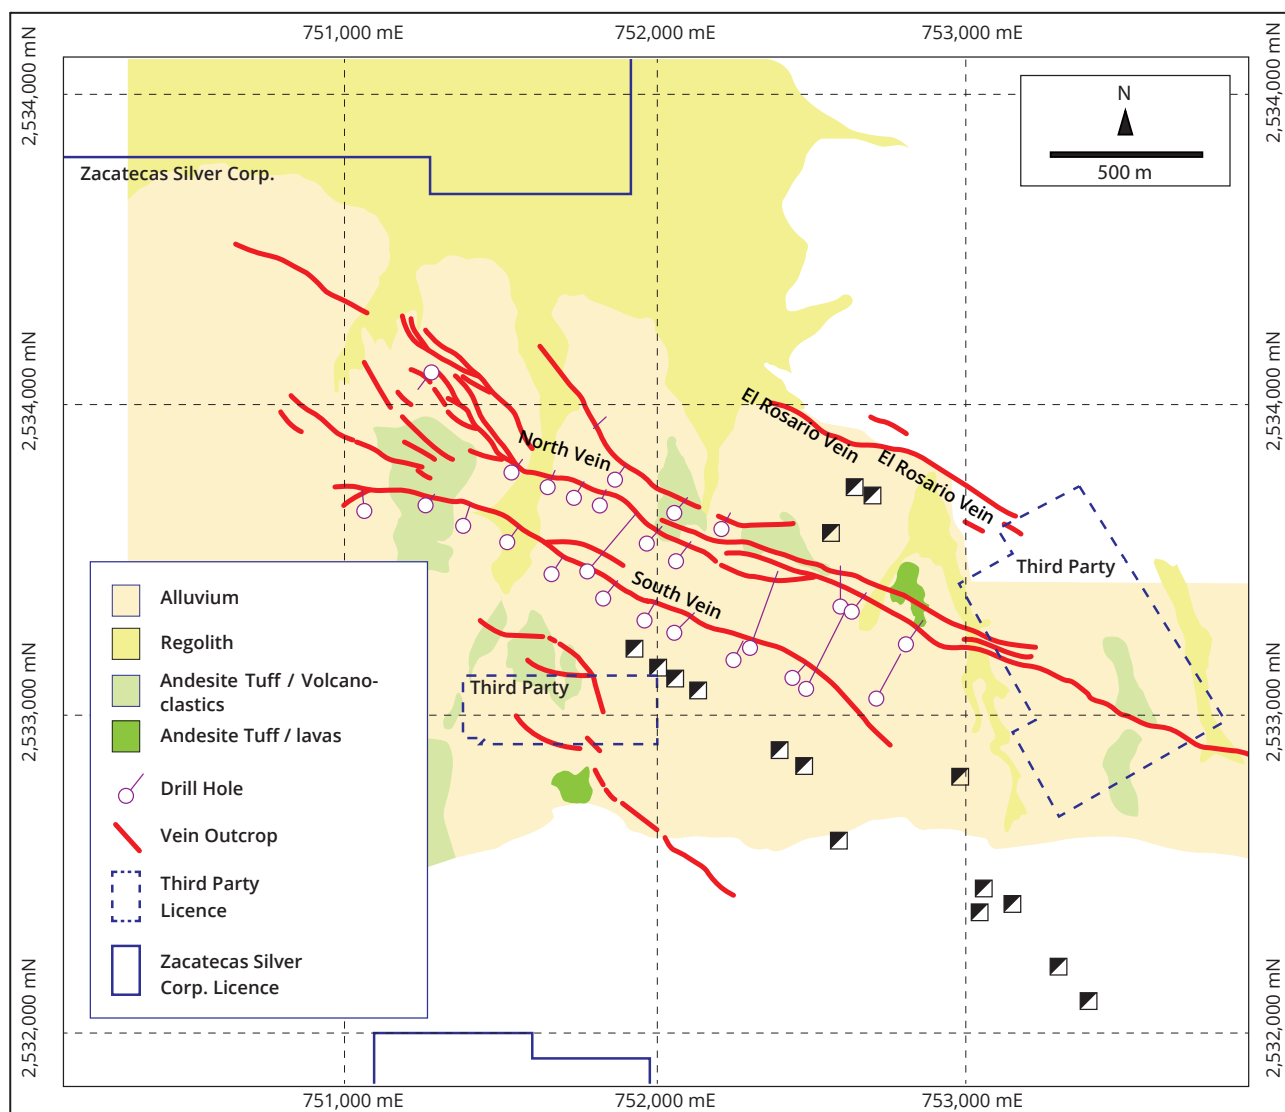 751,000 mE
752,000 mE
753,000 mE
2,534,000 mN
2,534,000 mN
N
500 m
Zacatecas Silver Corp.
2,534,000 mN
2,534,000 mN
El Rosario Vein
El Rosario Vein
North Vein
South Vein
Third Party
Third Party
2,533,000 mN
2,533,000 mN
Alluvium
Regolith
Andesite Tuff / Volcano-
clastics
Andesite Tuff / lavas
Drill Hole
Vein Outcrop
Third Party
Licence
Zacatecas Silver
Corp. Licence
2,532,000 mN
2,532,000 mN
751,000 mE
752,000 mE
753,000 mE